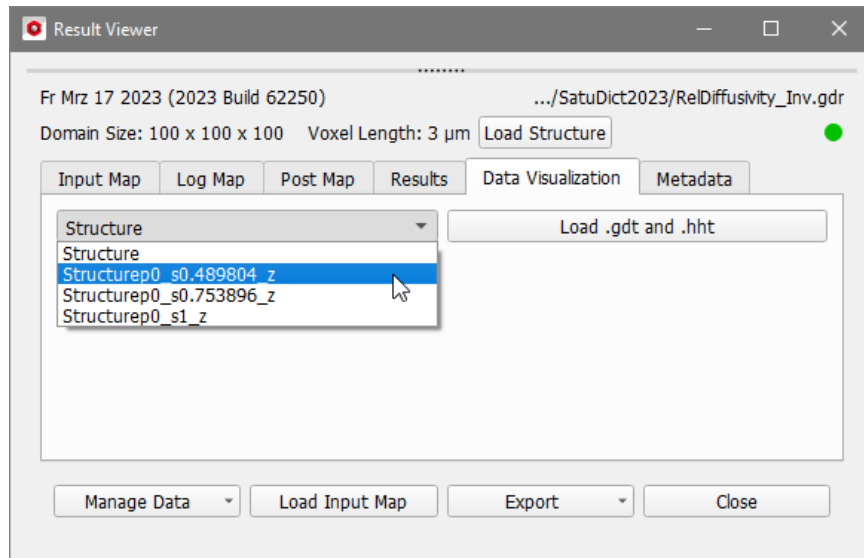 Result Viewer
Fr Mrz 17 2023 (2023 Build 62250) .../SatuDict2023/RelDiffusivity_Inv.gdr
Domain Size: 100 x 100 x 100 Voxel Length: 3 µm Load Structure
Input Map Log Map Post Map Results Data Visualization Metadata
Structure Load .gdt and .hht
Structure
Structurep0_s0.489804_z
Structurep0_s0.753896_z
Structurep0_s1_z
Manage Data Load Input Map Export Close